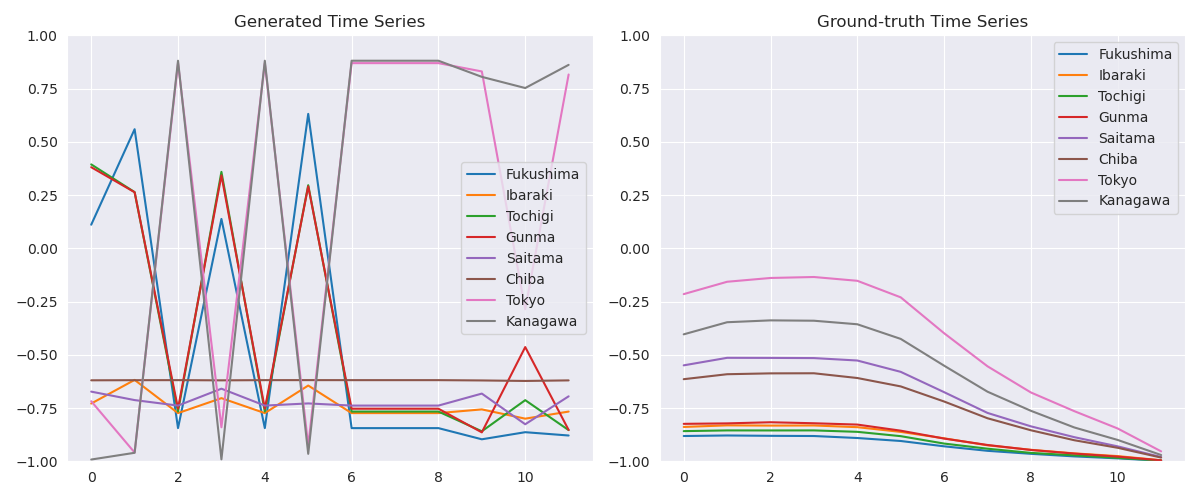 Generated Time Series
1.00
0.75
0.50
0.25
0.00
−0.25
−0.50
−0.75
−1.00
0
2
4
6
8
10
Fukushima
Ibaraki
Tochigi
Gunma
Saitama
Chiba
Tokyo
Kanagawa
Ground-truth Time Series
1.00
0.75
0.50
0.25
0.00
−0.25
−0.50
−0.75
−1.00
0
2
4
6
8
10
Fukushima
Ibaraki
Tochigi
Gunma
Saitama
Chiba
Tokyo
Kanagawa